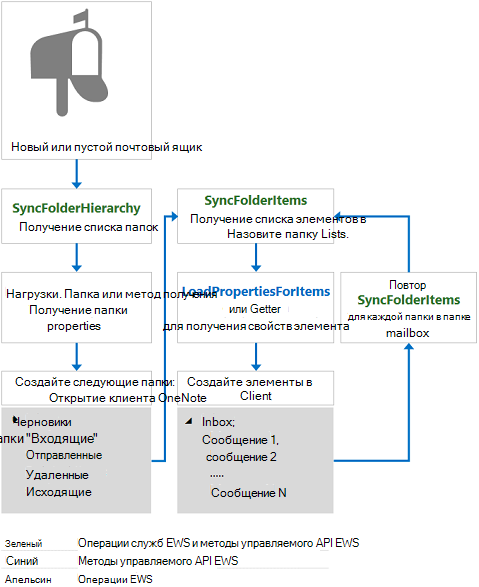 Новый или пустой почтовый ящик
SyncFolderHierarchy
Получение списка папок
Нагрузки. Папка или метод получения
Получение папки
properties
Создайте следующие папки:
Открытие клиента OneNote
Черновики
апки "Входящие"
Отправленные
Удаленные
Исходящие
SyncFolderItems
Получение списка элементов в
Назовите папку Lists.
LoadPropertiesForItems
или Getter
для получения свойств элемента
Создайте элементы в
Client
Inbox;
Сообщение 1,
сообщение 2
.....
Сообщение N
Повтор
SyncFolderItems
для каждой папки в папке
mailbox
Зеленый Операции служб EWS и методы управляемого API EWS
Синий Методы управляемого API EWS
Апельсин Операции EWS